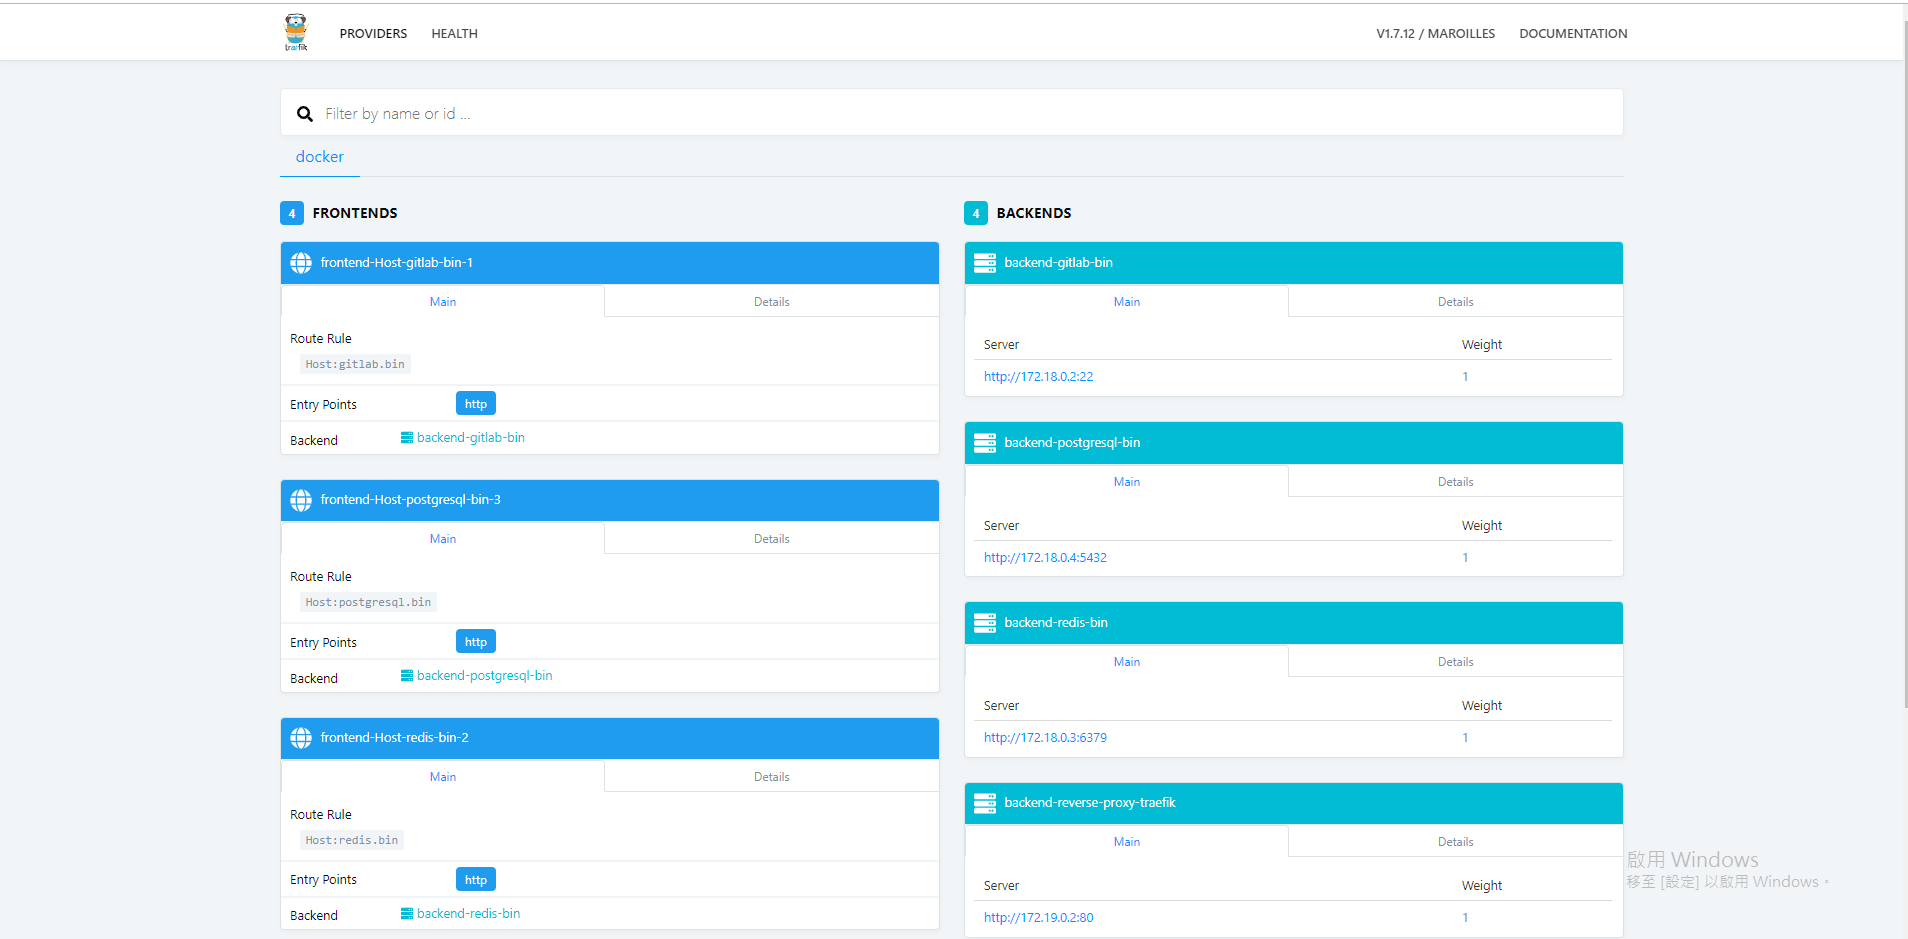 træfik
PROVIDERS
HEALTH
V1.7.12 / MAROILLES
DOCUMENTATION
Filter by name or id ...
docker
4 FRONTENDS
frontend-Host-gitlab-bin-1
Main
Details
Route Rule
Host:gitlab.bin
Entry Points
http
Backend
backend-gitlab-bin
frontend-Host-postgresql-bin-3
Main
Details
Route Rule
Host:postgresql.bin
Entry Points
http
Backend
backend-postgresql-bin
frontend-Host-redis-bin-2
Main
Details
Route Rule
Host:redis.bin
Entry Points
http
Backend
backend-redis-bin
4 BACKENDS
backend-gitlab-bin
Main
Details
Server
Weight
http://172.18.0.2:22
1
backend-postgresql-bin
Main
Details
Server
Weight
http://172.18.0.4:5432
1
backend-redis-bin
Main
Details
Server
Weight
http://172.18.0.3:6379
1
backend-reverse-proxy-traefik
Main
Details
Server
Weight
http://172.19.0.2:80
1
啟用 Windows
移至 [設定] 以啟用 Windows。